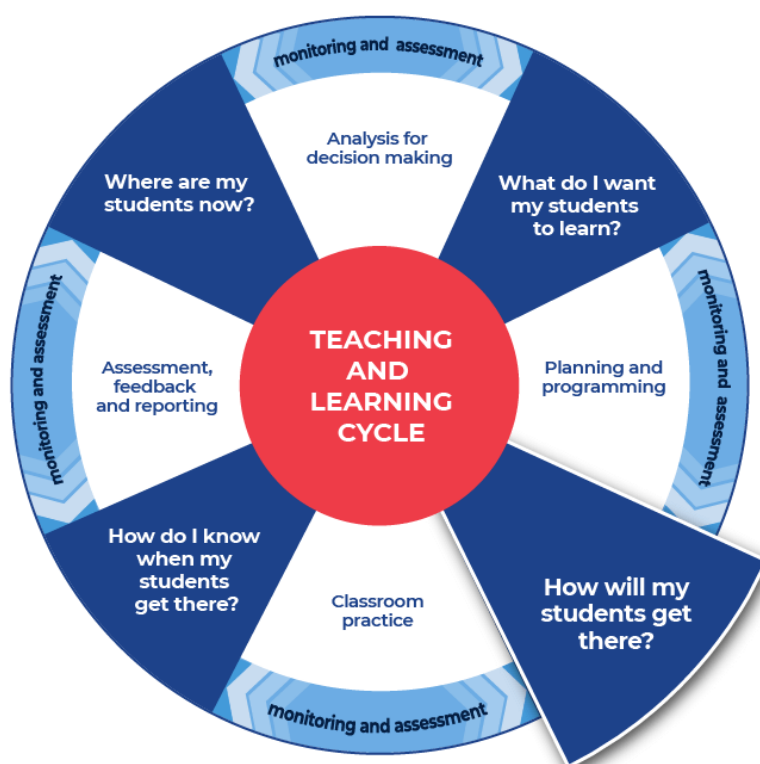 monitoring and assessment
Analysis for
decision making
Where are my
students now?
What do I want
my students
to learn?
monitoring and assessment
monitoring and assessment
TEACHING
AND
LEARNING
CYCLE
Assessment,
feedback
and reporting
Planning and
programming
How do I know
when my
students
get there?
Classroom
practice
How will my
students get
there?
monitoring and assessment